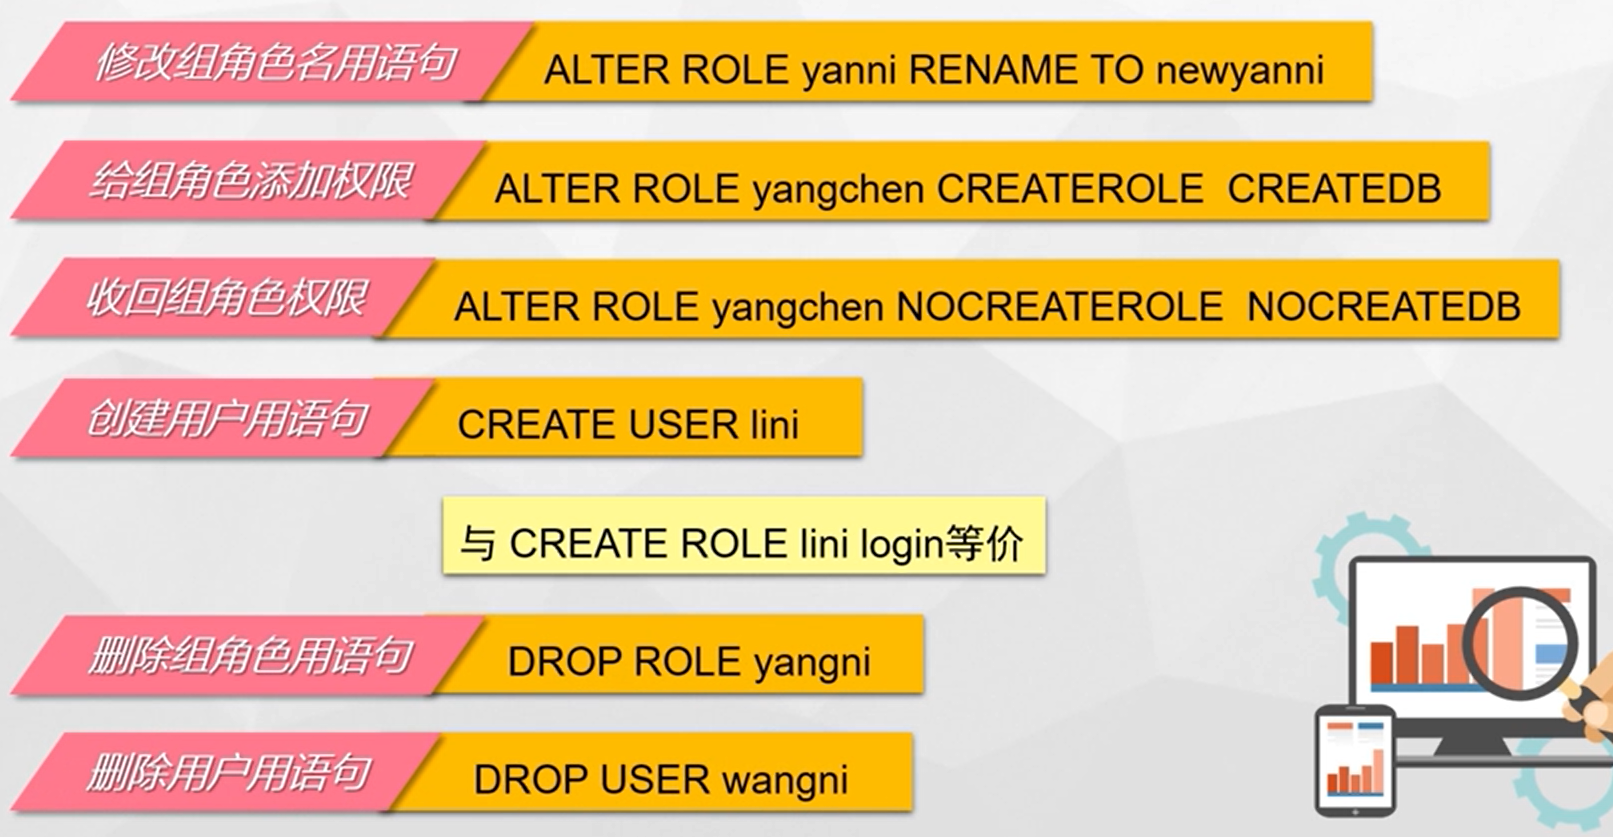 修改组角色名用语句 ALTER ROLE yanni RENAME TO newyanni
给组角色添加权限 ALTER ROLE yangchen CREATEROLE CREATEDB
收回组角色权限 ALTER ROLE yangchen NOCREATEROLE NOCREATEDB
创建用户用语句 CREATE USER lini
与 CREATE ROLE lini login等价
删除组角色用语句 DROP ROLE yangni
删除用户用语句 DROP USER wangni